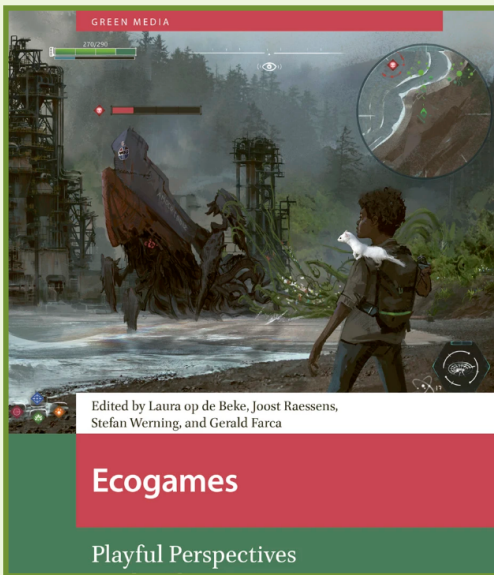 GREEN MEDIA
270/290
Edited by Laura op de Beke, Joost Raessens,
Stefan Werning, and Gerald Farca
Ecogames
Playful Perspectives